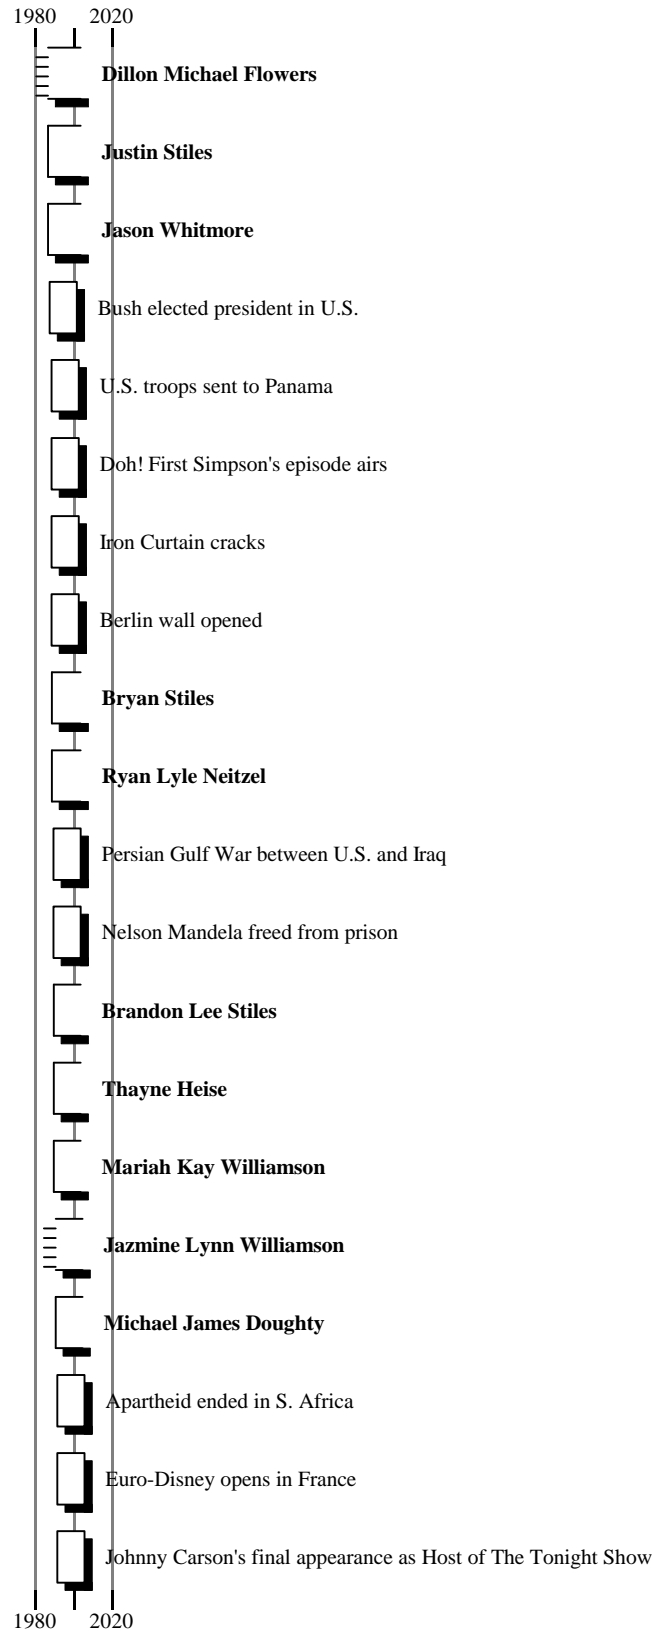 1980 2020
Dillon Michael Flowers
Justin Stiles
Jason Whitmore
Bush elected president in U.S.
U.S. troops sent to Panama
Doh! First Simpson's episode airs
Iron Curtain cracks
Berlin wall opened
Bryan Stiles
Ryan Lyle Neitzel
Persian Gulf War between U.S. and Iraq
Nelson Mandela freed from prison
Brandon Lee Stiles
Thayne Heise
Mariah Kay Williamson
Jazmine Lynn Williamson
Michael James Doughty
Apartheid ended in S. Africa
Euro-Disney opens in France
Johnny Carson's final appearance as Host of The Tonight Show
1980 2020